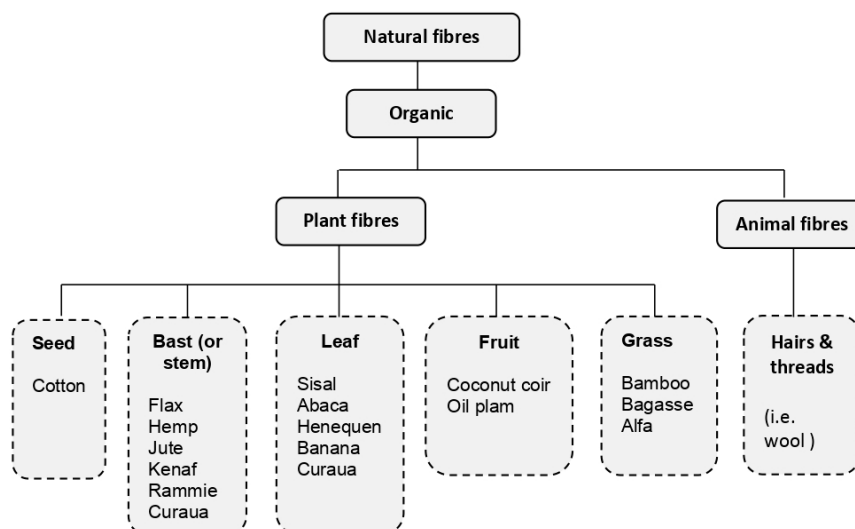 Natural fibres
Organic
Plant fibres
Animal fibres
Seed
Cotton
Bast (or
stem)
Flax
Hemp
Jute
Kenaf
Rammie
Curaua
Leaf
Sisal
Abaca
Henequen
Banana
Curaua
Fruit
Coconut coir
Oil plam
Grass
Bamboo
Bagasse
Alfa
Hairs &
threads
(i.e.
wool )